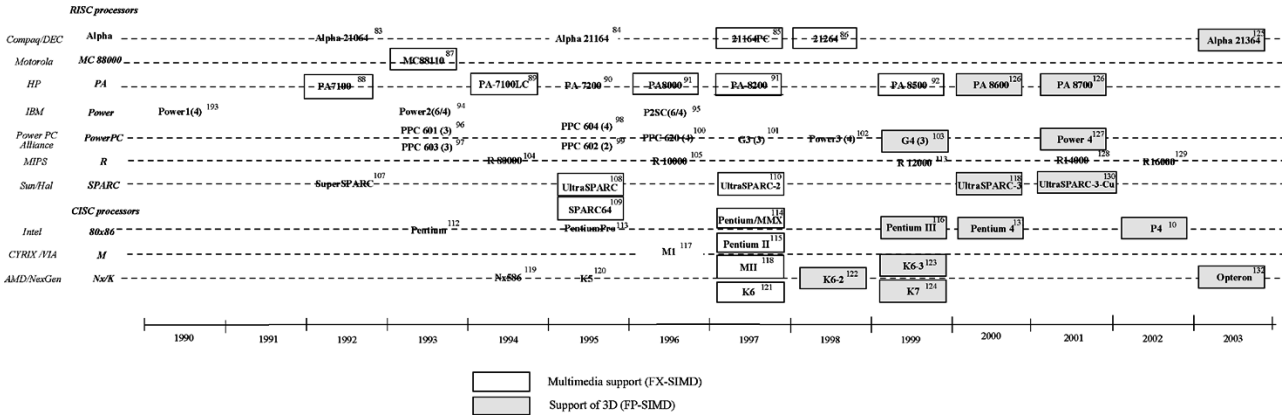 RISC processors
Compaq/DEC Alpha Alpha 21064 83 Alpha 21164 84 21164PC 85 21264 86 Alpha 21364 125
Motorola MC 88000 MC88110 87
HP PA PA7100 88 PA-7100LC 89 PA-7200 90 PA8000 91 PA-8200 91 PA-8500 92 PA 8600 126 PA 8700 126
IBM Power Power1(4) 193 Power2(6/4) 94 P2SC(6/4) 95
Power PC Alliance PowerPC PPC 601 (3) 96 PPC 604 (4) 98 PPC 620 (4) 100 G3 (3) 101 Power3 (4) 102 G4 (3) 103 Power 4 127
PPC 603 (3) 97 PPC 602 (2) 99
MIPS R R 80000 104 R 10000 105 R 12000 113 R14000 128 R16000 129
Sun/Hal SPARC SuperSPARC 107 UltraSPARC 108 UltraSPARC-2 110 UltraSPARC-3 118 UltraSPARC-3-Cu 130
SPARC64 109
CISC processors
Intel 80x86 Pentium 112 PentiumPro 113 Pentium/MMX 114 Pentium III 116 Pentium 4 13 P4 10
Pentium II 115
CYRIX /VIA M M1 117 MII 118
AMD/NexGen Nx/K Nx586 119 K5 120 K6 121 K6-2 122 K6-3 123 K7 124 Opteron 132
1990 1991 1992 1993 1994 1995 1996 1997 1998 1999 2000 2001 2002 2003
Multimedia support (FX-SIMD)
Support of 3D (FP-SIMD)